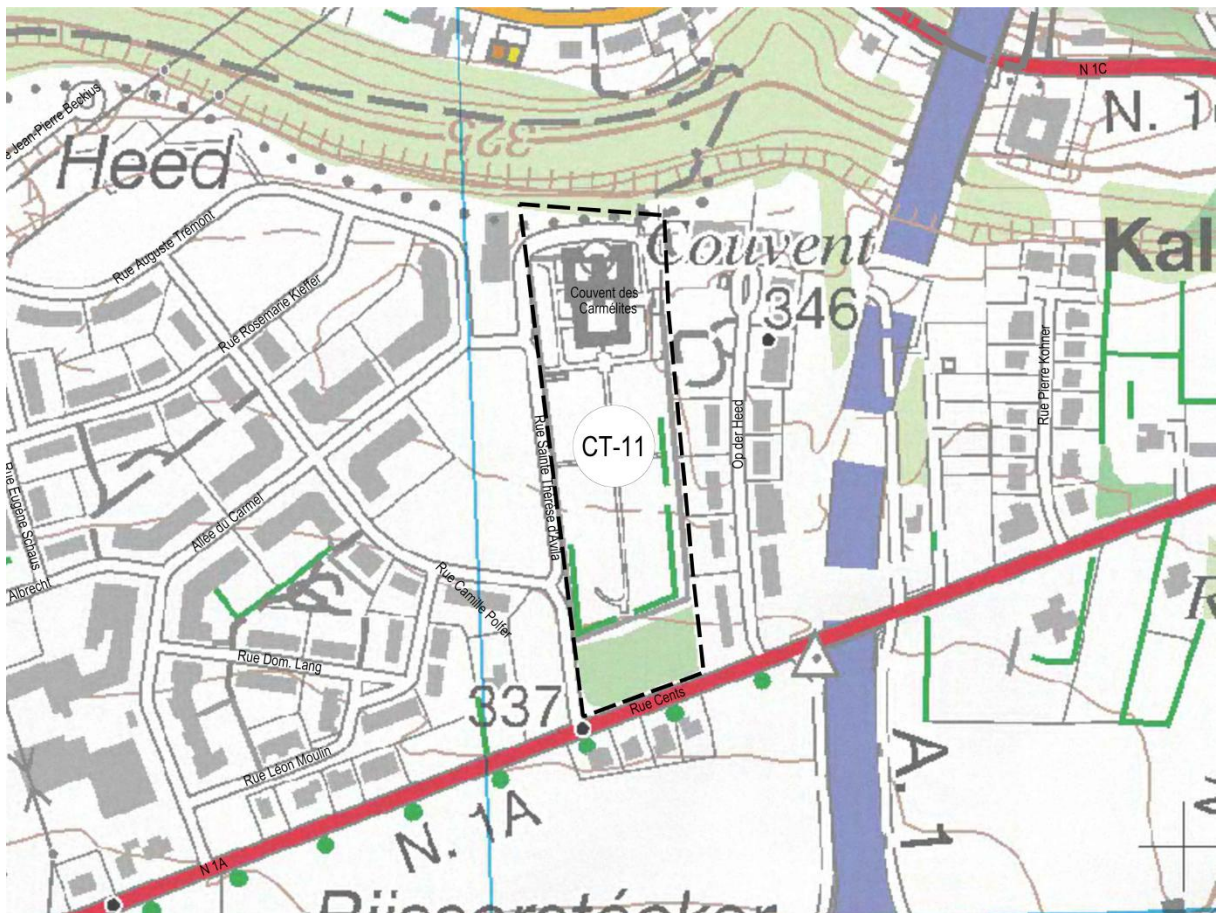 N 1C
N. 1
Rue Jean-Pierre Beckius
325
Heed
Rue Auguste Trémont
Couvent
Kal
Couvent des
Carmélites
Rue Rosemarie Kieffer
346
Rue Pierre Kohner
Op der Heed
CT-11
Rue Sainte Thérèse d'Avila
Rue Eugène Schaus
Allée du Carmel
Albrecht
Rue Camille Polfer
R
Rue Dom. Lang
337
Rue Cents
Rue Léon Moulin
A. 1
N. 1A
N 1A